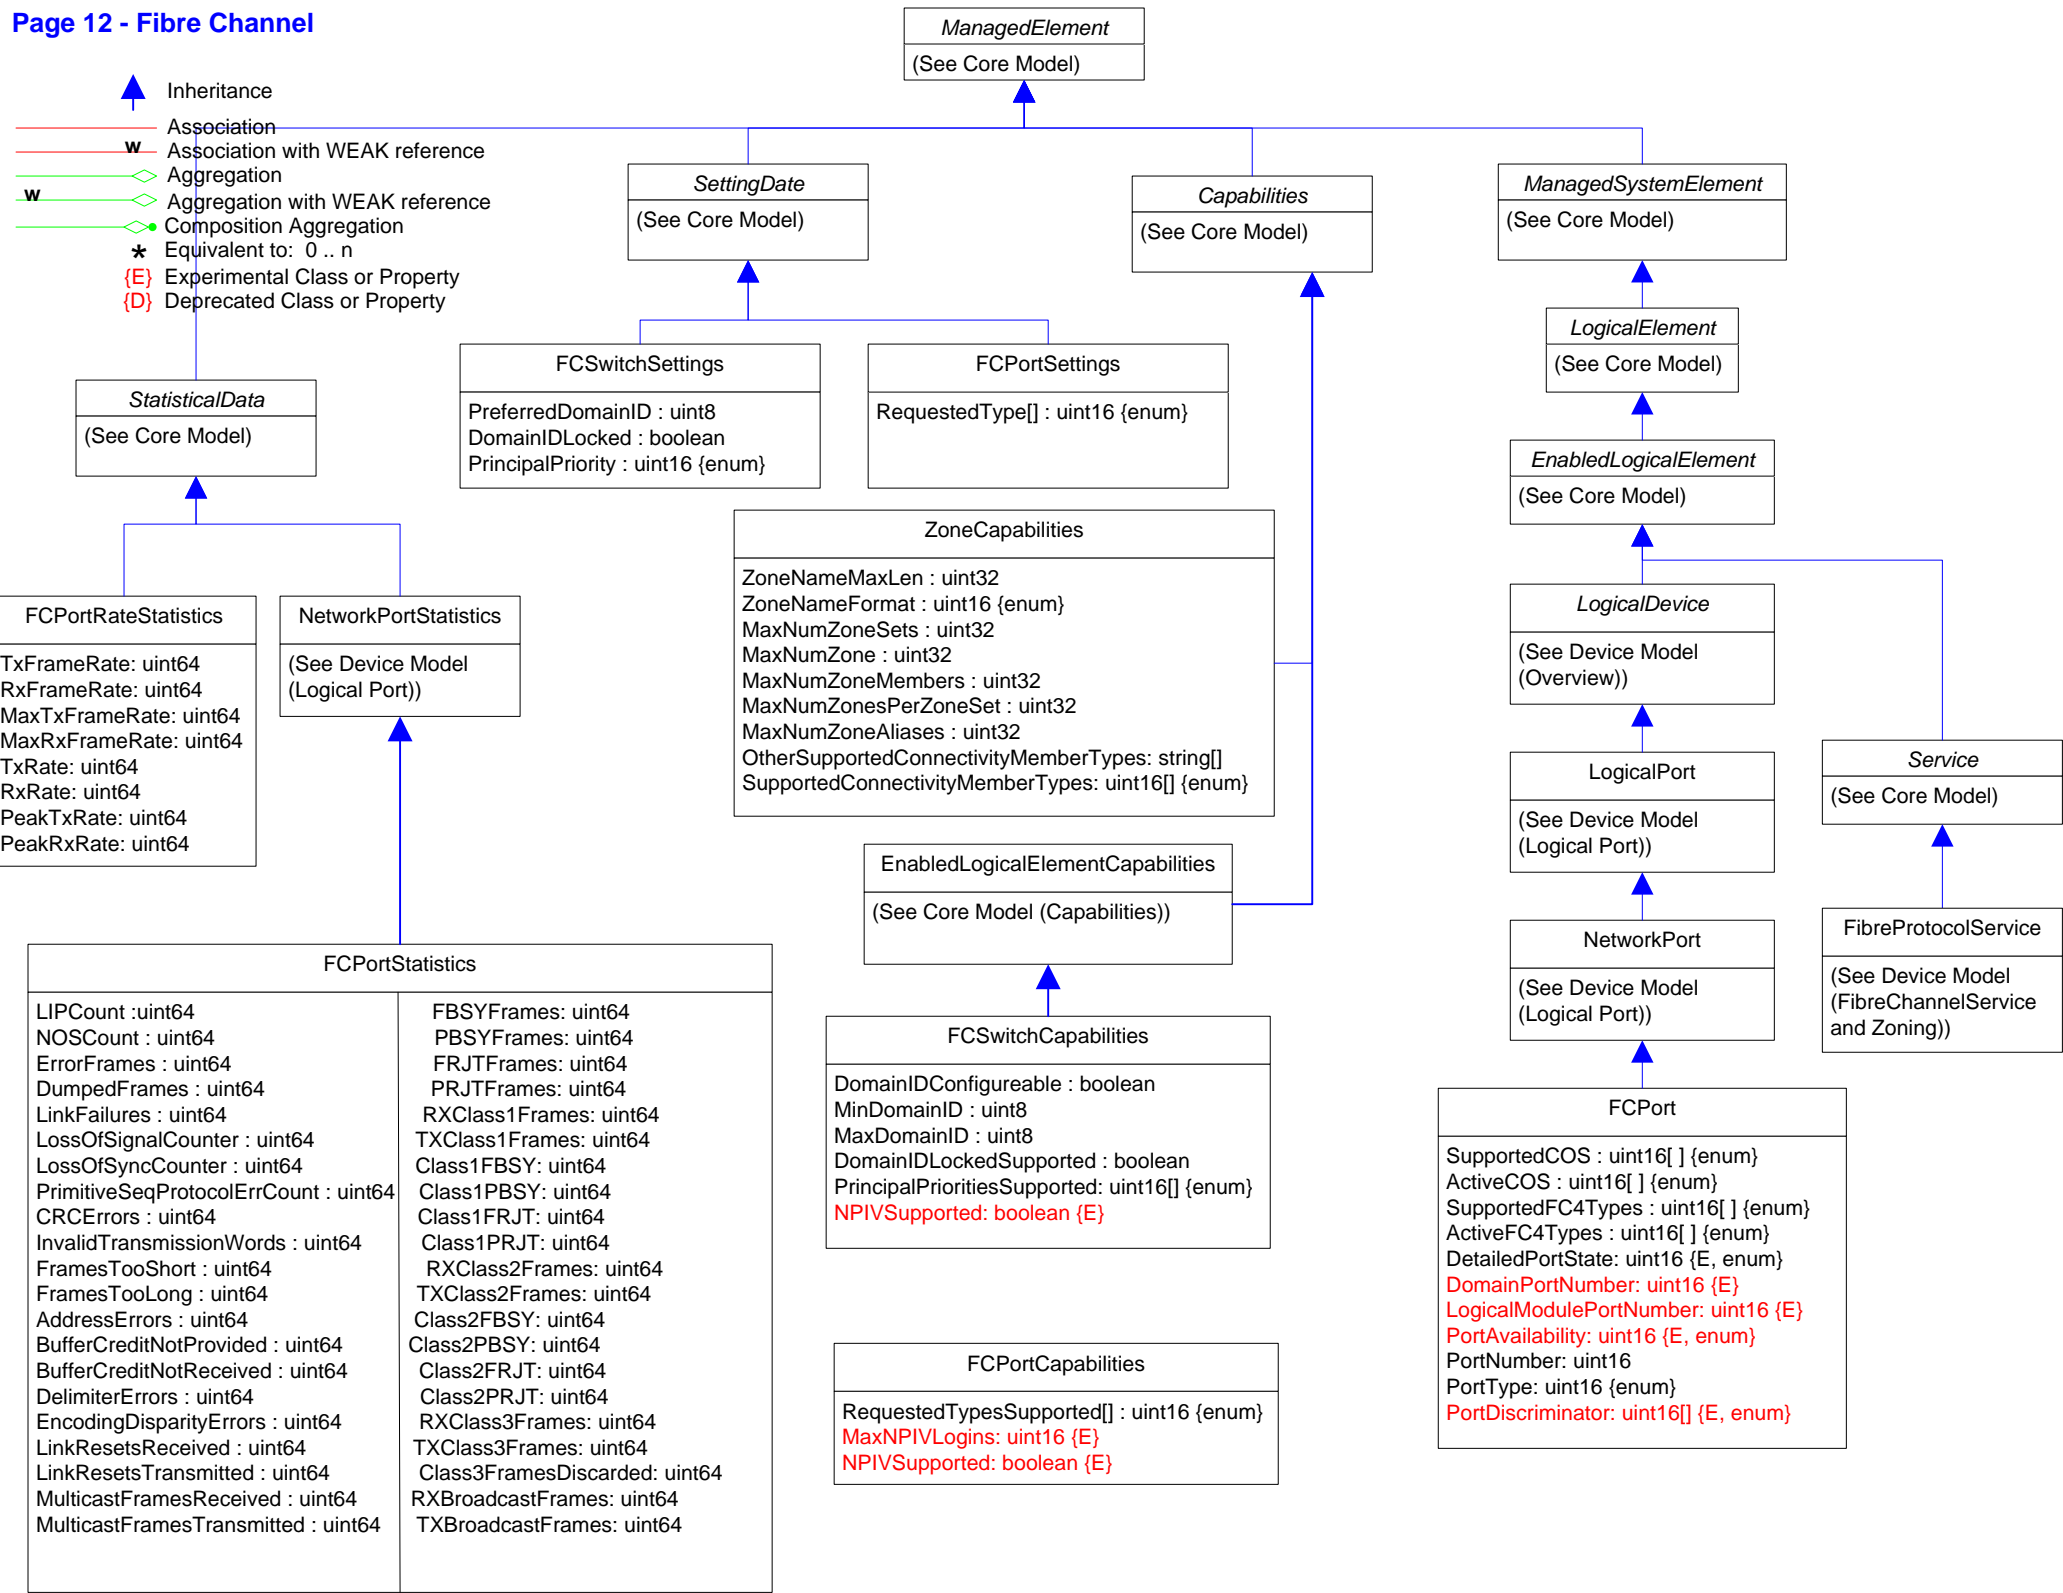 Page 12 - Fibre Channel
Inheritance
Association
w Association with WEAK reference
Aggregation
w Aggregation with WEAK reference
Composition Aggregation
* Equivalent to: 0 .. n
{E} Experimental Class or Property
{D} Deprecated Class or Property
ManagedElement
(See Core Model)
SettingDate
(See Core Model)
Capabilities
(See Core Model)
ManagedSystemElement
(See Core Model)
LogicalElement
(See Core Model)
StatisticalData
(See Core Model)
FCSwitchSettings
PreferredDomainID : uint8
DomainIDLocked : boolean
PrincipalPriority : uint16 {enum}
FCPortSettings
RequestedType[] : uint16 {enum}
EnabledLogicalElement
(See Core Model)
ZoneCapabilities
ZoneNameMaxLen : uint32
ZoneNameFormat : uint16 {enum}
MaxNumZoneSets : uint32
MaxNumZone : uint32
MaxNumZoneMembers : uint32
MaxNumZonesPerZoneSet : uint32
MaxNumZoneAliases : uint32
OtherSupportedConnectivityMemberTypes: string[]
SupportedConnectivityMemberTypes: uint16[] {enum}
FCPortRateStatistics
TxFrameRate: uint64
RxFrameRate: uint64
MaxTxFrameRate: uint64
MaxRxFrameRate: uint64
TxRate: uint64
RxRate: uint64
PeakTxRate: uint64
PeakRxRate: uint64
NetworkPortStatistics
(See Device Model
(Logical Port))
LogicalDevice
(See Device Model
(Overview))
LogicalPort
(See Device Model
(Logical Port))
Service
(See Core Model)
EnabledLogicalElementCapabilities
(See Core Model (Capabilities))
NetworkPort
(See Device Model
(Logical Port))
FibreProtocolService
(See Device Model
(FibreChannelService
and Zoning))
FCPortStatistics
LIPCount :uint64
NOSCount : uint64
ErrorFrames : uint64
DumpedFrames : uint64
LinkFailures : uint64
LossOfSignalCounter : uint64
LossOfSyncCounter : uint64
PrimitiveSeqProtocolErrCount : uint64
CRCErrors : uint64
InvalidTransmissionWords : uint64
FramesTooShort : uint64
FramesTooLong : uint64
AddressErrors : uint64
BufferCreditNotProvided : uint64
BufferCreditNotReceived : uint64
DelimiterErrors : uint64
EncodingDisparityErrors : uint64
LinkResetsReceived : uint64
LinkResetsTransmitted : uint64
MulticastFramesReceived : uint64
MulticastFramesTransmitted : uint64
FBSYFrames: uint64
PBSYFrames: uint64
FRJTFrames: uint64
PRJTFrames: uint64
RXClass1Frames: uint64
TXClass1Frames: uint64
Class1FBSY: uint64
Class1PBSY: uint64
Class1FRJT: uint64
Class1PRJT: uint64
RXClass2Frames: uint64
TXClass2Frames: uint64
Class2FBSY: uint64
Class2PBSY: uint64
Class2FRJT: uint64
Class2PRJT: uint64
RXClass3Frames: uint64
TXClass3Frames: uint64
Class3FramesDiscarded: uint64
RXBroadcastFrames: uint64
TXBroadcastFrames: uint64
FCSwitchCapabilities
DomainIDConfigureable : boolean
MinDomainID : uint8
MaxDomainID : uint8
DomainIDLockedSupported : boolean
PrincipalPrioritiesSupported: uint16[] {enum}
NPIVSupported: boolean {E}
FCPortCapabilities
RequestedTypesSupported[] : uint16 {enum}
MaxNPIVLogins: uint16 {E}
NPIVSupported: boolean {E}
FCPort
SupportedCOS : uint16[ ] {enum}
ActiveCOS : uint16[ ] {enum}
SupportedFC4Types : uint16[ ] {enum}
ActiveFC4Types : uint16[ ] {enum}
DetailedPortState: uint16 {E, enum}
DomainPortNumber: uint16 {E}
LogicalModulePortNumber: uint16 {E}
PortAvailability: uint16 {E, enum}
PortNumber: uint16
PortType: uint16 {enum}
PortDiscriminator: uint16[] {E, enum}